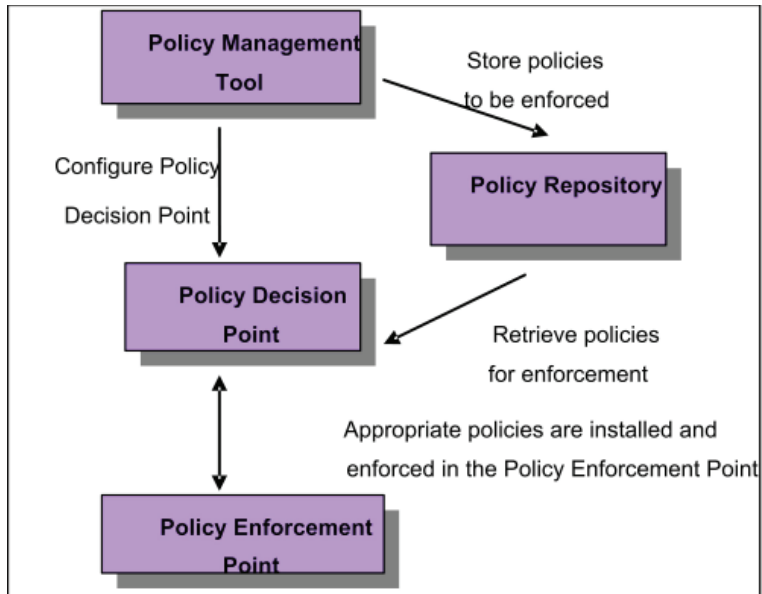 Policy Management
Tool
Store policies
to be enforced
Configure Policy
Decision Point
Policy Repository
Policy Decision
Point
Retrieve policies
for enforcement
Appropriate policies are installed and
enforced in the Policy Enforcement Point
Policy Enforcement
Point